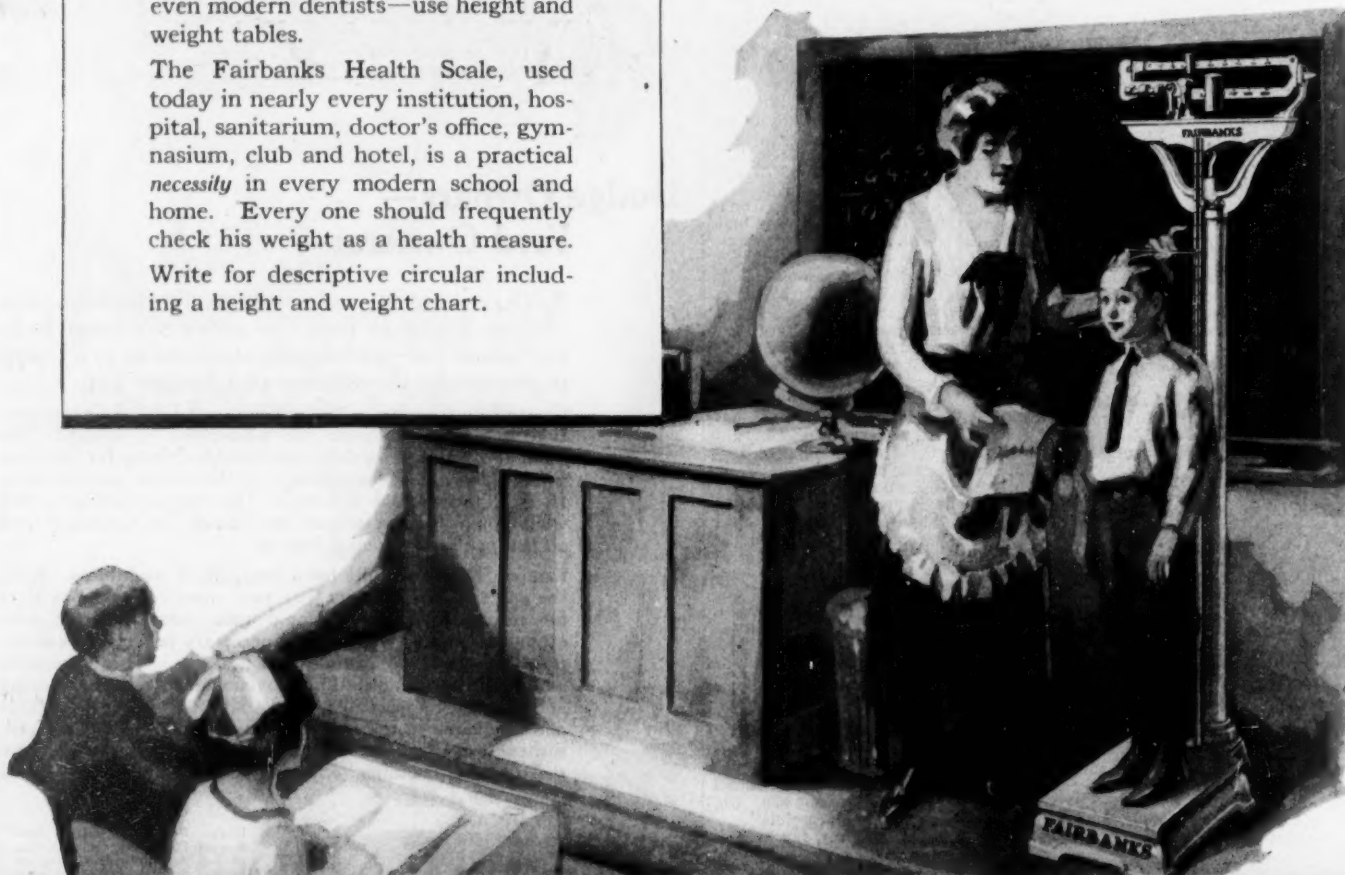 even modern dentists—use height and
weight tables.
The Fairbanks Health Scale, used
today in nearly every institution, hos-
pital, sanitarium, doctor's office, gym-
nasium, club and hotel, is a practical
necessity in every modern school and
home. Every one should frequently
check his weight as a health measure.
Write for descriptive circular includ-
ing a height and weight chart.
FAIRBANKS
FAIRBANKS